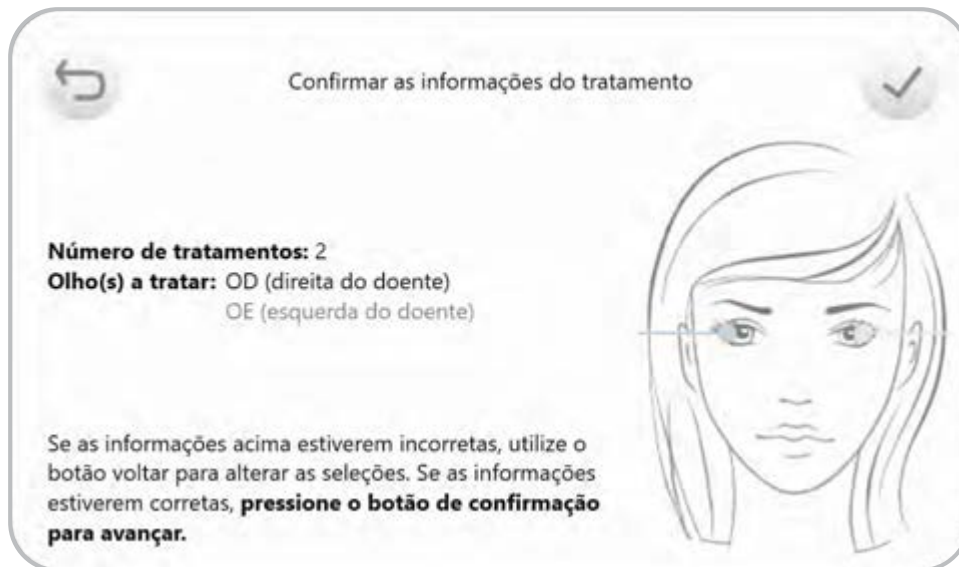 Confirmar as informações do tratamento
Número de tratamentos: 2
Olho(s) a tratar: OD (direita do doente)
OE (esquerda do doente)
Se as informações acima estiverem incorretas, utilize o
botão voltar para alterar as seleções. Se as informações
estiverem corretas, pressione o botão de confirmação
para avançar.